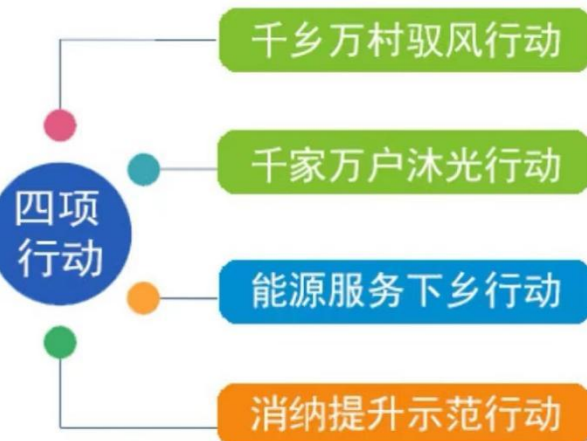 四项
行动
千乡万村驭风行动
千家万户沐光行动
能源服务下乡行动
消纳提升示范行动